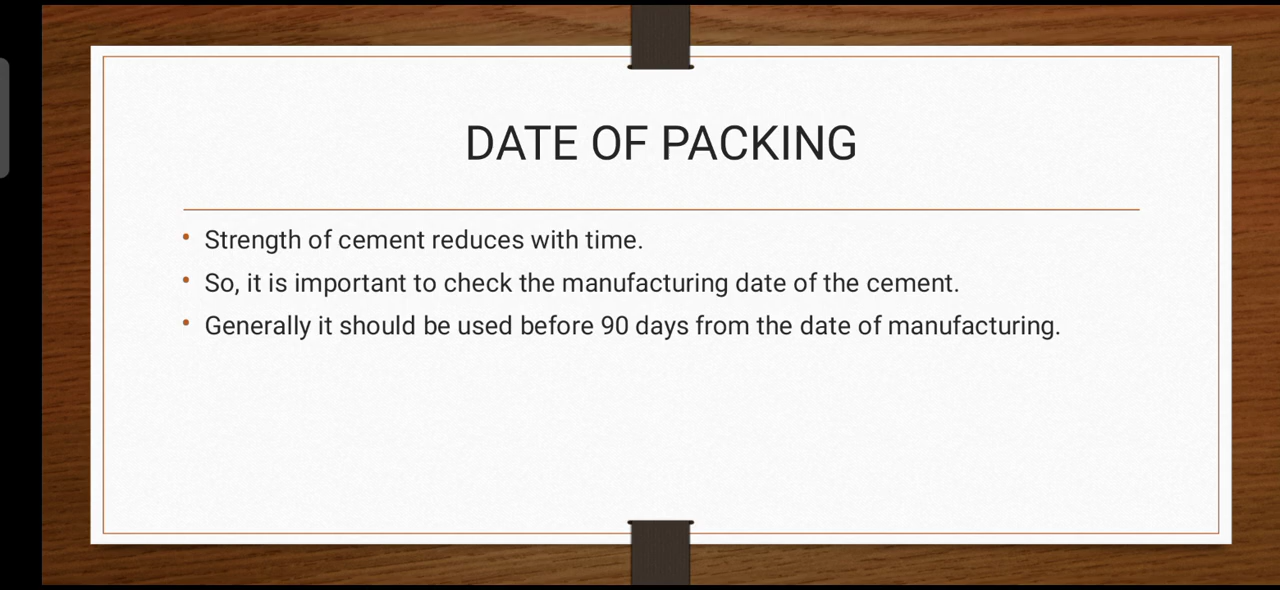 DATE OF PACKING
• Strength of cement reduces with time.
• So, it is important to check the manufacturing date of the cement.
• Generally it should be used before 90 days from the date of manufacturing.